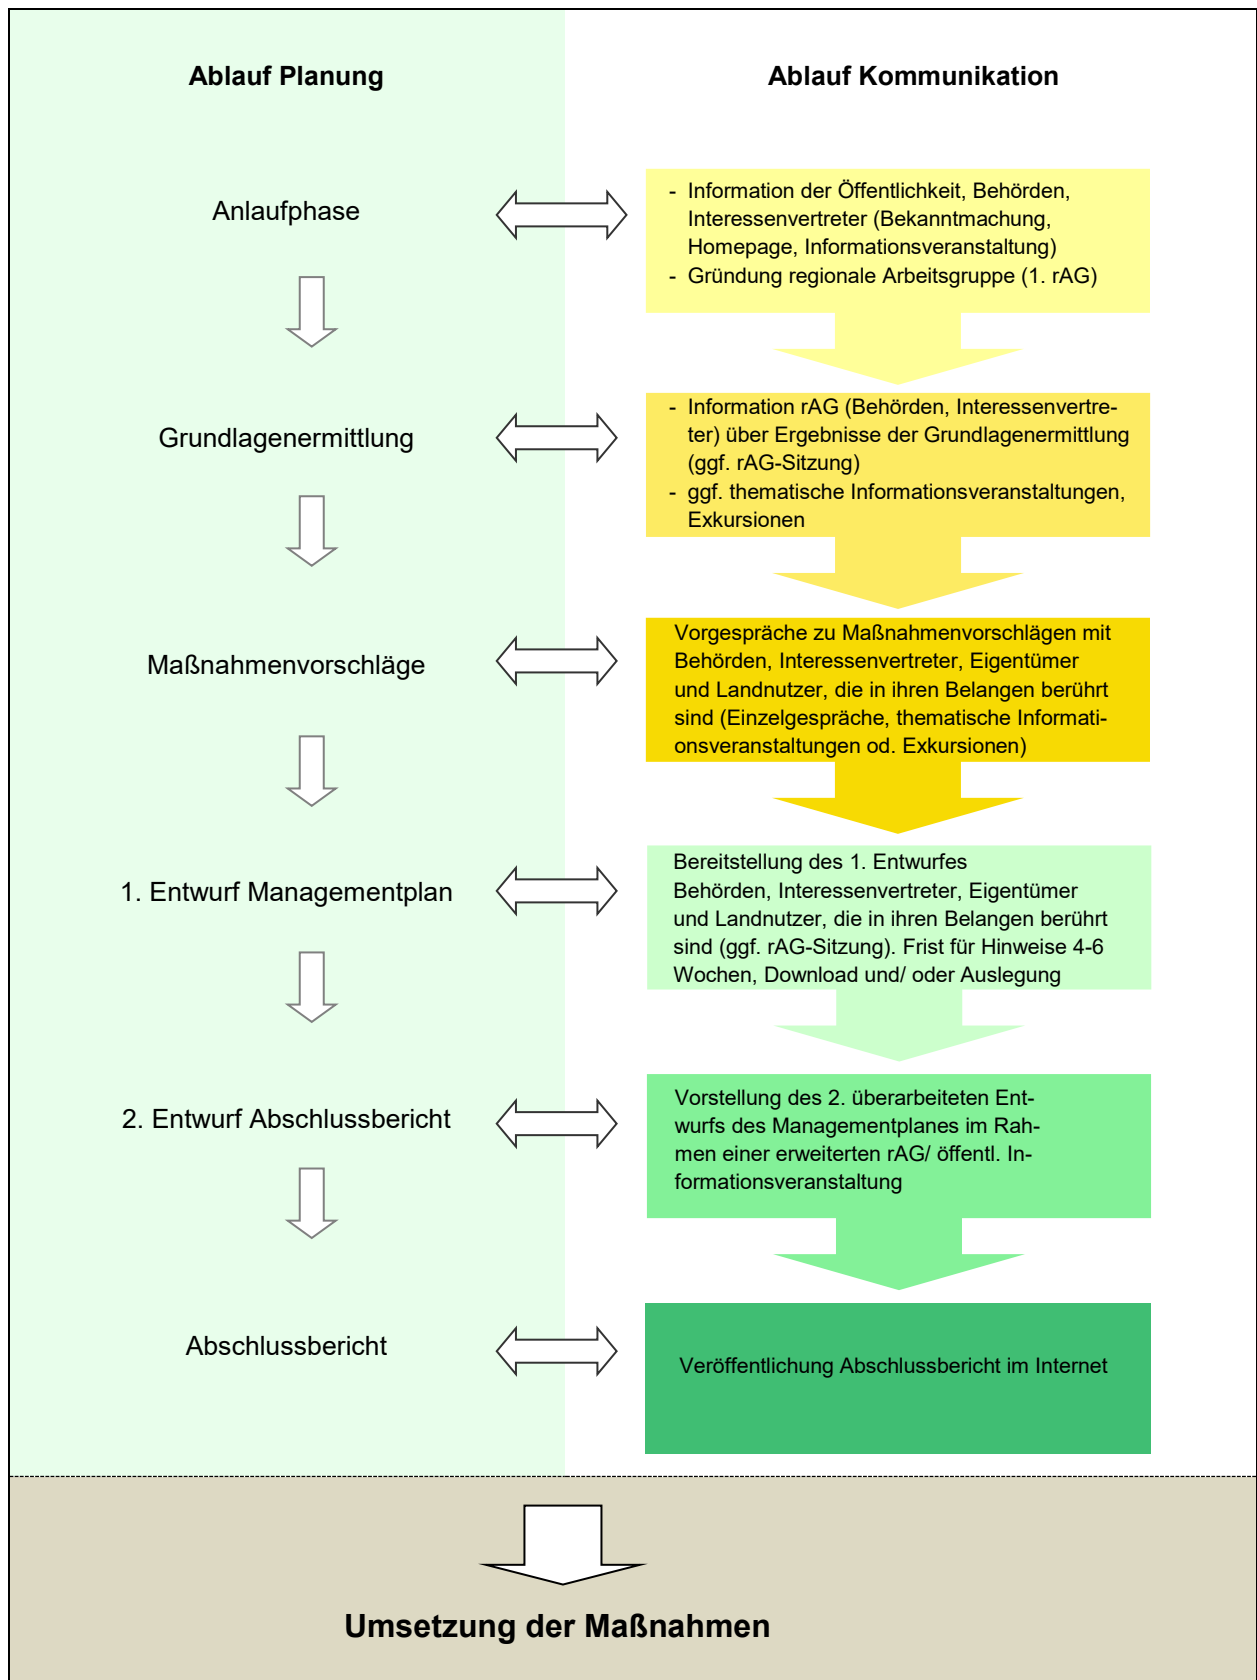 Ablauf Planung
Ablauf Kommunikation
Anlaufphase
- Information der Öffentlichkeit, Behörden,
Interessenvertreter (Bekanntmachung,
Homepage, Informationsveranstaltung)
- Gründung regionale Arbeitsgruppe (1. rAG)
Grundlagenermittlung
- Information rAG (Behörden, Interessenvertre-
ter) über Ergebnisse der Grundlagenermittlung
(ggf. rAG-Sitzung)
- ggf. thematische Informationsveranstaltungen,
Exkursionen
Maßnahmenvorschläge
Vorgespräche zu Maßnahmenvorschlägen mit
Behörden, Interessenvertreter, Eigentümer
und Landnutzer, die in ihren Belangen berührt
sind (Einzelgespräche, thematische Informati-
onsveranstaltungen od. Exkursionen)
1. Entwurf Managementplan
Bereitstellung des 1. Entwurfes
Behörden, Interessenvertreter, Eigentümer
und Landnutzer, die in ihren Belangen berührt
sind (ggf. rAG-Sitzung). Frist für Hinweise 4-6
Wochen, Download und/ oder Auslegung
2. Entwurf Abschlussbericht
Vorstellung des 2. überarbeiteten Ent-
wurfs des Managementplanes im Rah-
men einer erweiterten rAG/ öffentl. In-
formationsveranstaltung
Abschlussbericht
Veröffentlichung Abschlussbericht im Internet
Umsetzung der Maßnahmen